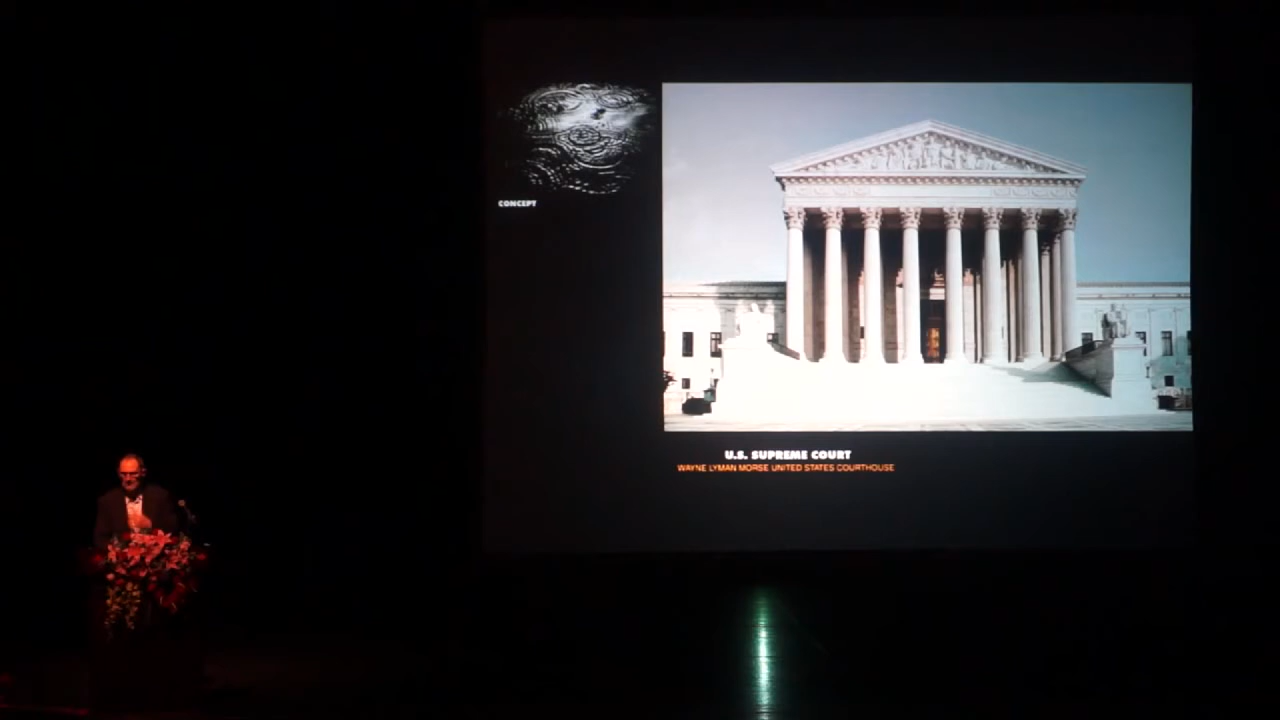 CONCEPT
U.S. SUPREME COURT
WAYNE LYMAN MORSE UNITED STATES COURTHOUSE